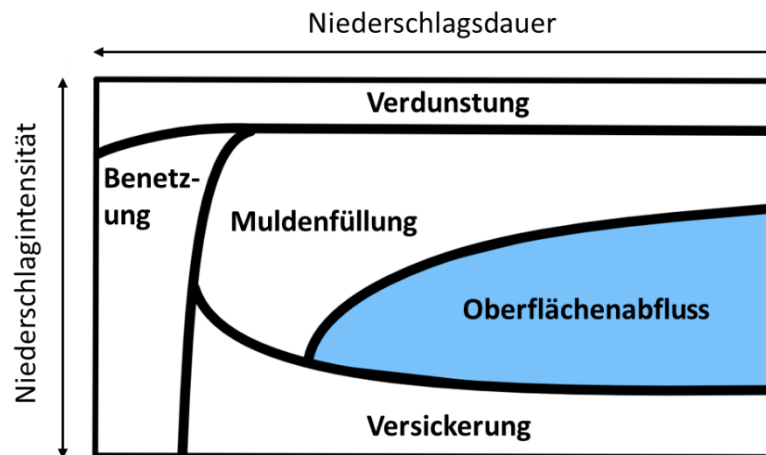 Niederschlagsdauer
Niederschlagintensität
Verdunstung
Benetz-
ung
Muldenfüllung
Oberflächenabfluss
Versickerung